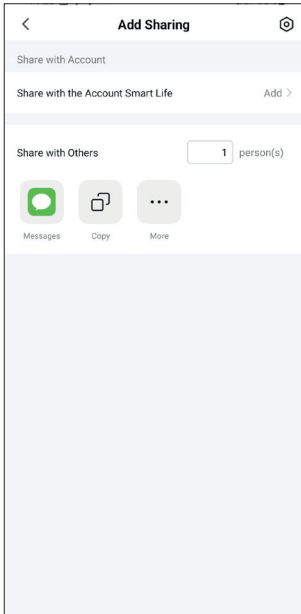 Add Sharing
Share with Account
Share with the Account Smart Life Add >
Share with Others 1 person(s)
Messages Copy More